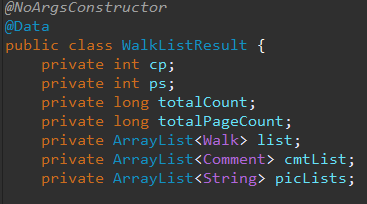 @NoArgsConstructor
@Data
public class WalkListResult {
    private int cp;
    private int ps;
    private long totalCount;
    private long totalPageCount;
    private ArrayList<Walk> list;
    private ArrayList<Comment> cmtList;
    private ArrayList<String> picLists;